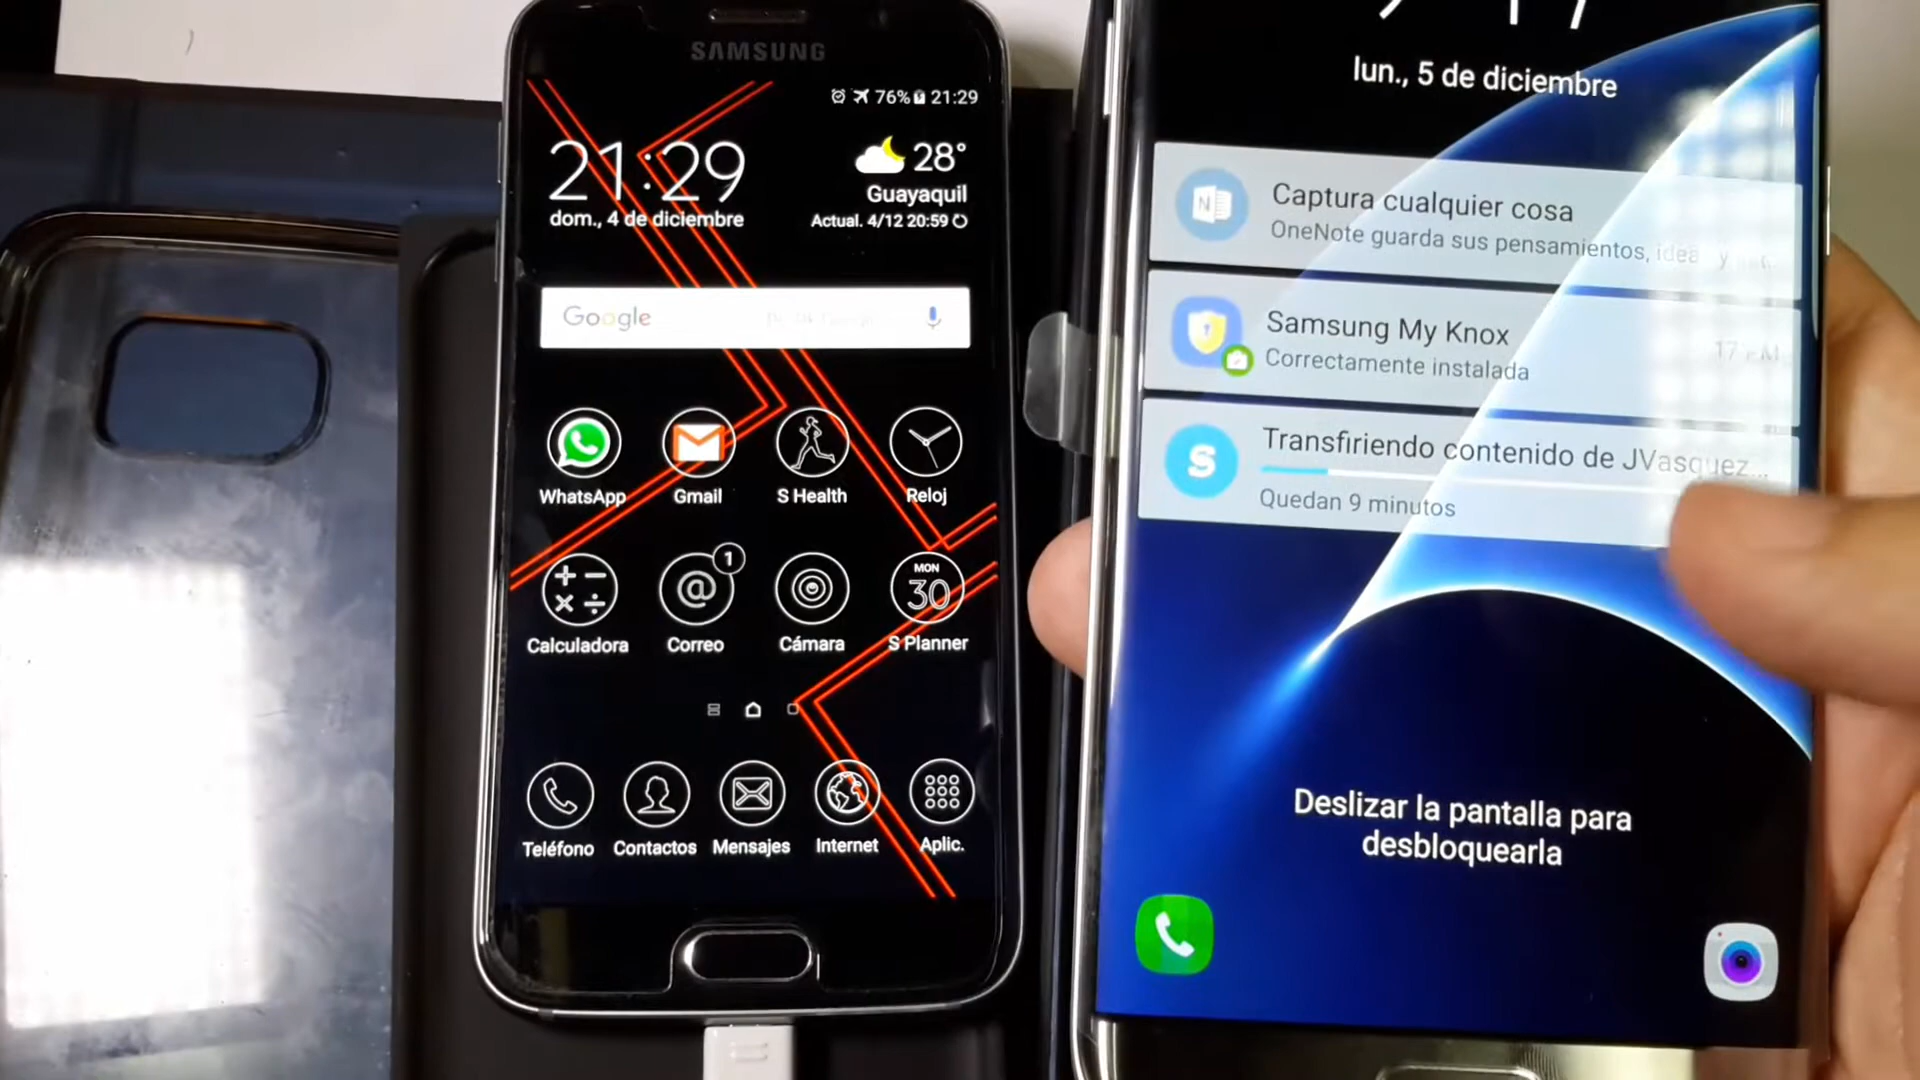 SAMSUNG
76% 21:29
21:29
dom., 4 de diciembre
28°
Guayaquil
Actual. 4/12 20:59
Google
WhatsApp
Gmail
S Health
Reloj
1
MON
30
Calculadora
Correo
Cámara
S Planner
Teléfono
Contactos
Mensajes
Internet
Aplic.
lun., 5 de diciembre
N
Captura cualquier cosa
OneNote guarda sus pensamientos, idea y
Samsung My Knox
Correctamente instalada
S
Transfiriendo contenido de JVasquez...
Quedan 9 minutos
Deslizar la pantalla para
desbloquearla